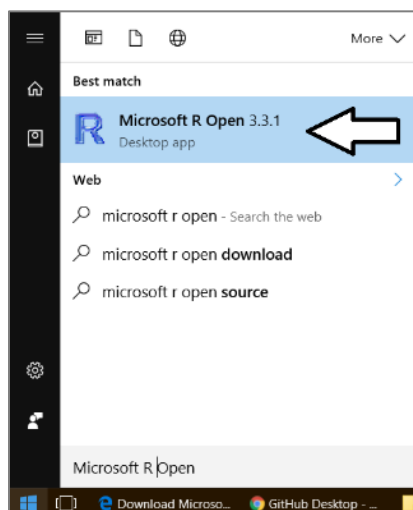 More
Best match
Microsoft R Open 3.3.1
Desktop app
Web
microsoft r open - Search the web
microsoft r open download
microsoft r open source
Microsoft R Open
Download Microso... GitHub Desktop - ...